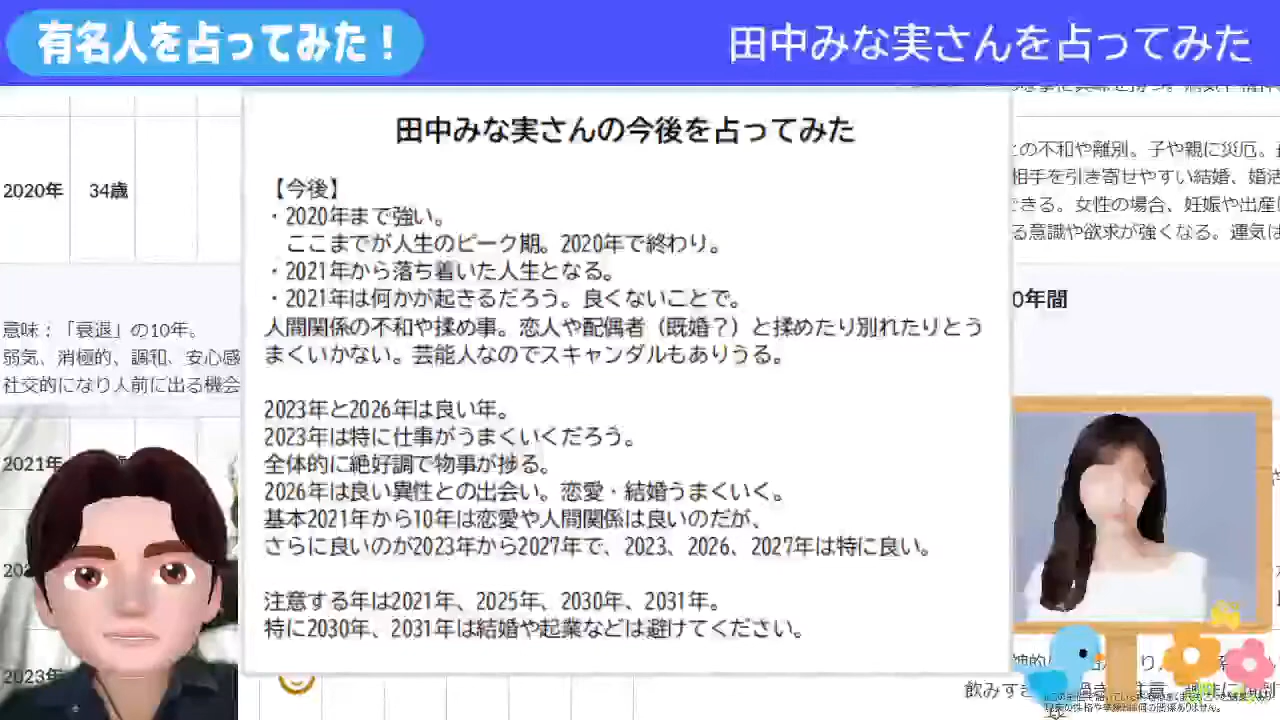 有名人を占ってみた！
田中みな実さんを占ってみた
田中みな実さんの今後を占ってみた
【今後】
・2020年まで強い。
ここまでが人生のピーク期。2020年で終わり。
・2021年から落ち着いた人生となる。
・2021年は何かが起きるだろう。良くないことで。
人間関係の不和や揉め事。恋人や配偶者（既婚？）と揉めたり別れたりとう
まくいかない。芸能人なのでスキャンダルもありうる。
2023年と2026年は良い年。
2023年は特に仕事がうまくいくだろう。
全体的に絶好調で物事が捗る。
2026年は良い異性との出会い。恋愛・結婚うまくいく。
基本2021年から10年は恋愛や人間関係は良いのだが、
さらに良いのが2023年から2027年で、2023、2026、2027年は特に良い。
注意する年は2021年、2025年、2030年、2031年。
特に2030年、2031年は結婚や起業などは避けてください。
2020年 34歳
意味：「衰退」の10年。
弱気、消極的、調和、安心感
社交的になり人前に出る機会
2021年
2023年
の不和や離別。子や親に災厄。
相手を引き寄せやすい結婚、婚活
できる。女性の場合、妊娠や出産
る意識や欲求が強くなる。運気は
0年間
飲みす